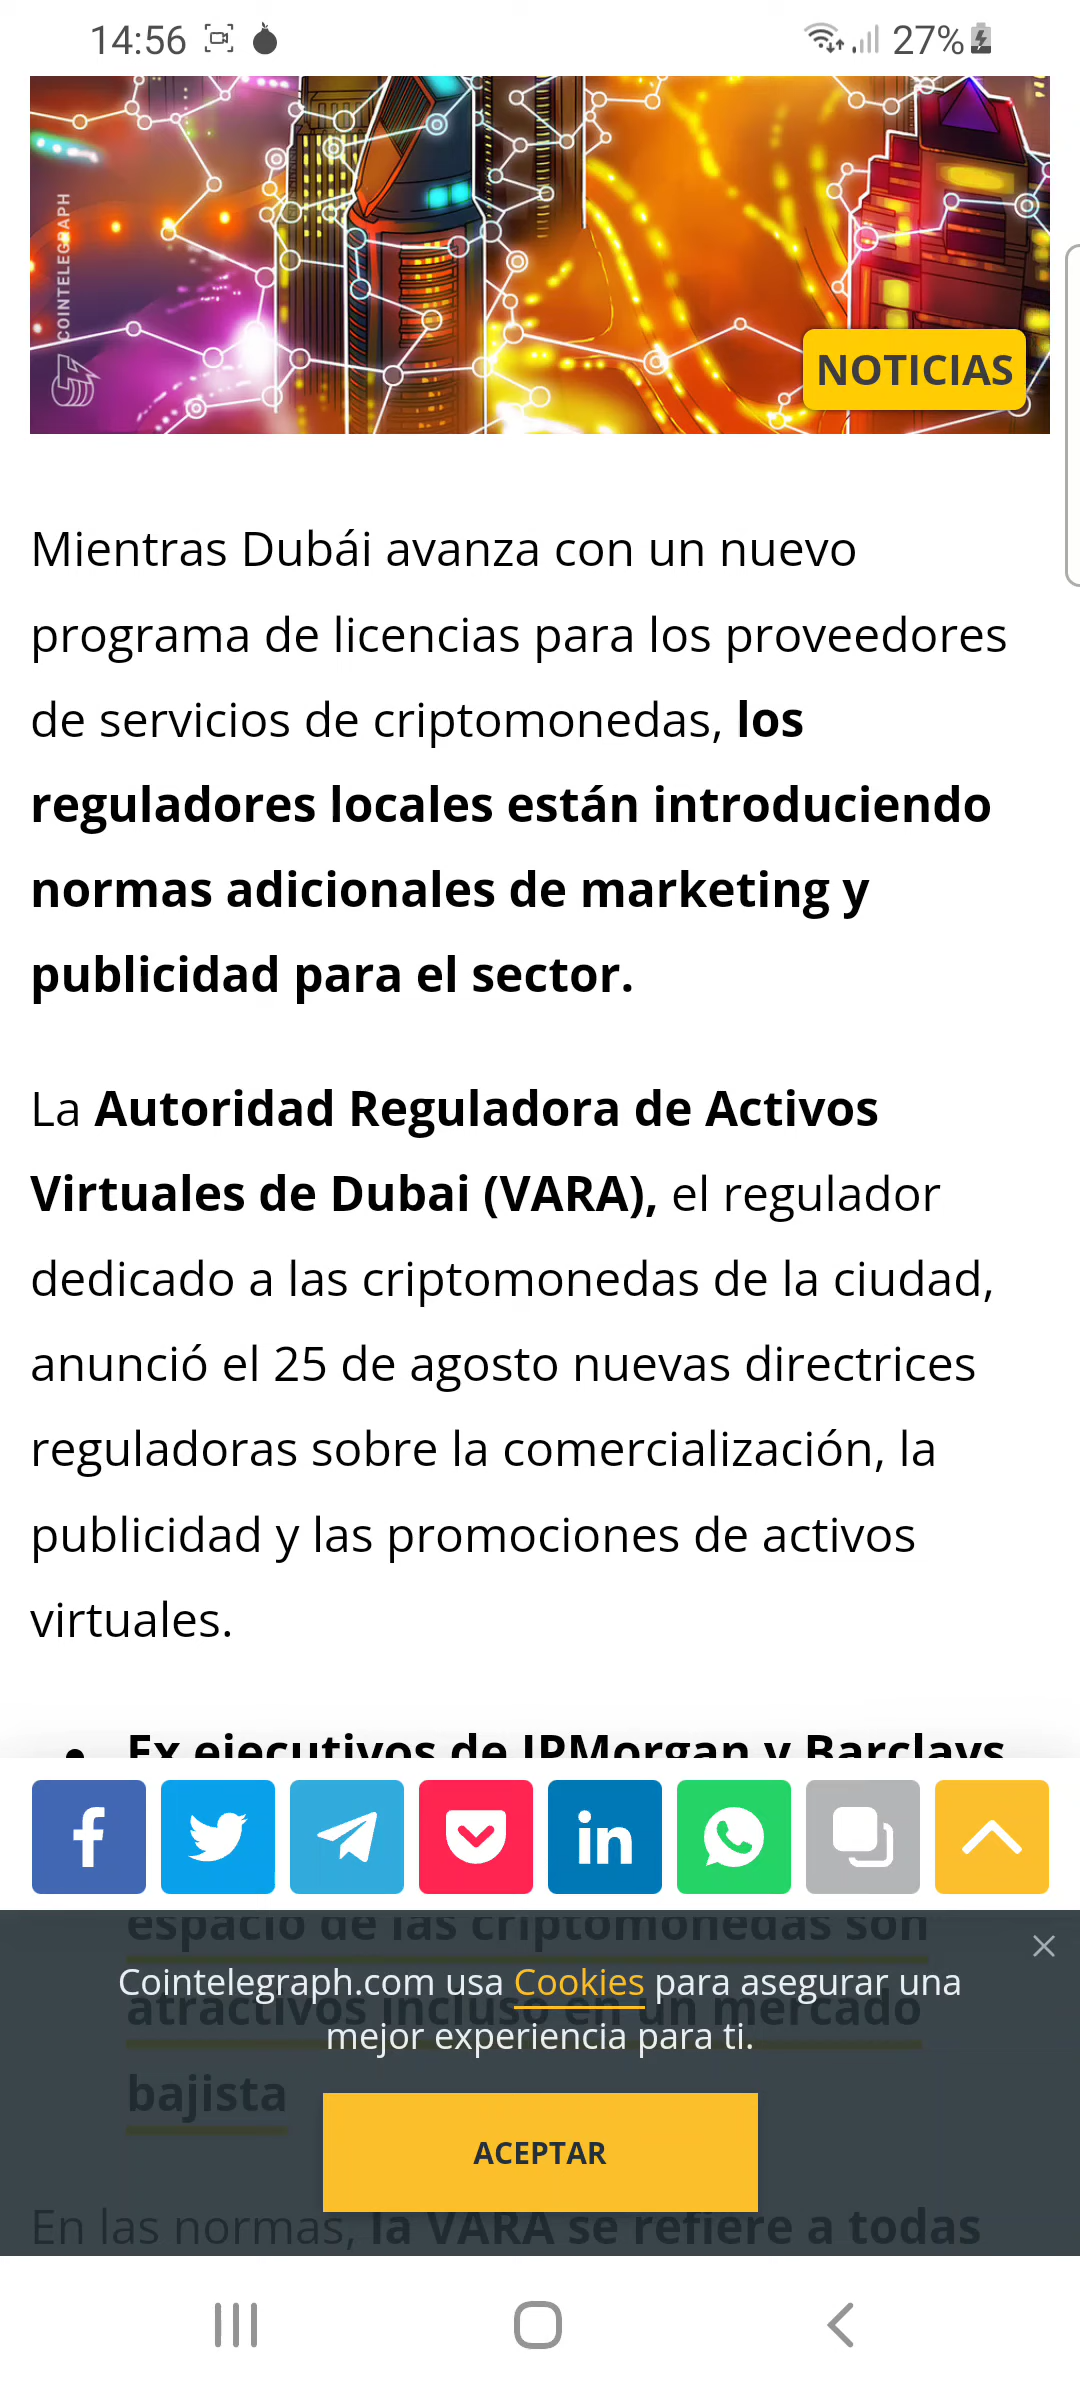 14:56
27%
COINTELEGRAPH
NOTICIAS
Mientras Dubái avanza con un nuevo
programa de licencias para los proveedores
de servicios de criptomonedas, los
reguladores locales están introduciendo
normas adicionales de marketing y
publicidad para el sector.
La Autoridad Reguladora de Activos
Virtuales de Dubai (VARA), el regulador
dedicado a las criptomonedas de la ciudad,
anunció el 25 de agosto nuevas directrices
reguladoras sobre la comercialización, la
publicidad y las promociones de activos
virtuales.
• Ex ejecutivos de JPMorgan y Barclays
espacio de las criptomonedas son
Cointelegraph.com usa Cookies para asegurar una
atractivos incluso en un mercado
mejor experiencia para ti.
bajista
ACEPTAR
En las normas, la VARA se refiere a todas